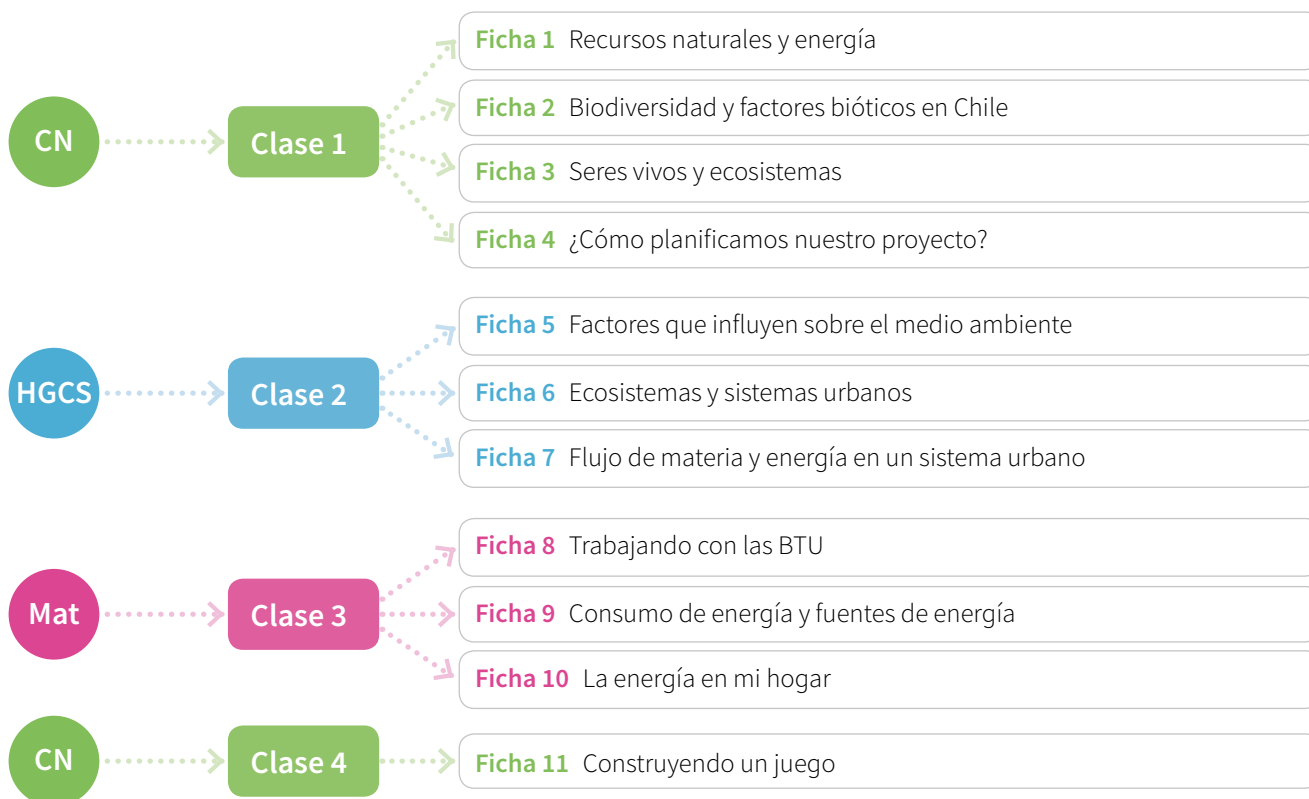 CN
Clase 1
Ficha 1 Recursos naturales y energía
Ficha 2 Biodiversidad y factores bióticos en Chile
Ficha 3 Seres vivos y ecosistemas
Ficha 4 ¿Cómo planificamos nuestro proyecto?
HGCS
Clase 2
Ficha 5 Factores que influyen sobre el medio ambiente
Ficha 6 Ecosistemas y sistemas urbanos
Ficha 7 Flujo de materia y energía en un sistema urbano
Mat
Clase 3
Ficha 8 Trabajando con las BTU
Ficha 9 Consumo de energía y fuentes de energía
Ficha 10 La energía en mi hogar
CN
Clase 4
Ficha 11 Construyendo un juego